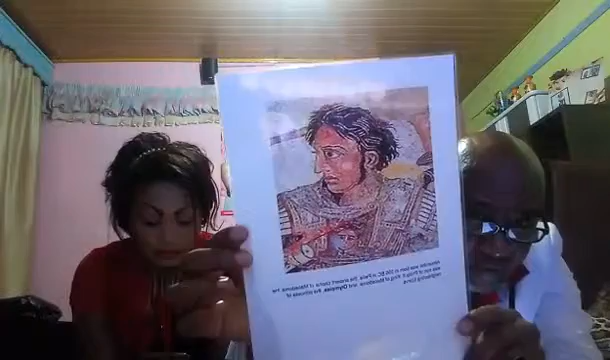 Alexander was born in 356 BC in Pella, the ancient capital of Macedonia. He
was son of Philip II, King of Macedonia, and Olympias, the princess of
neighboring Epirus.